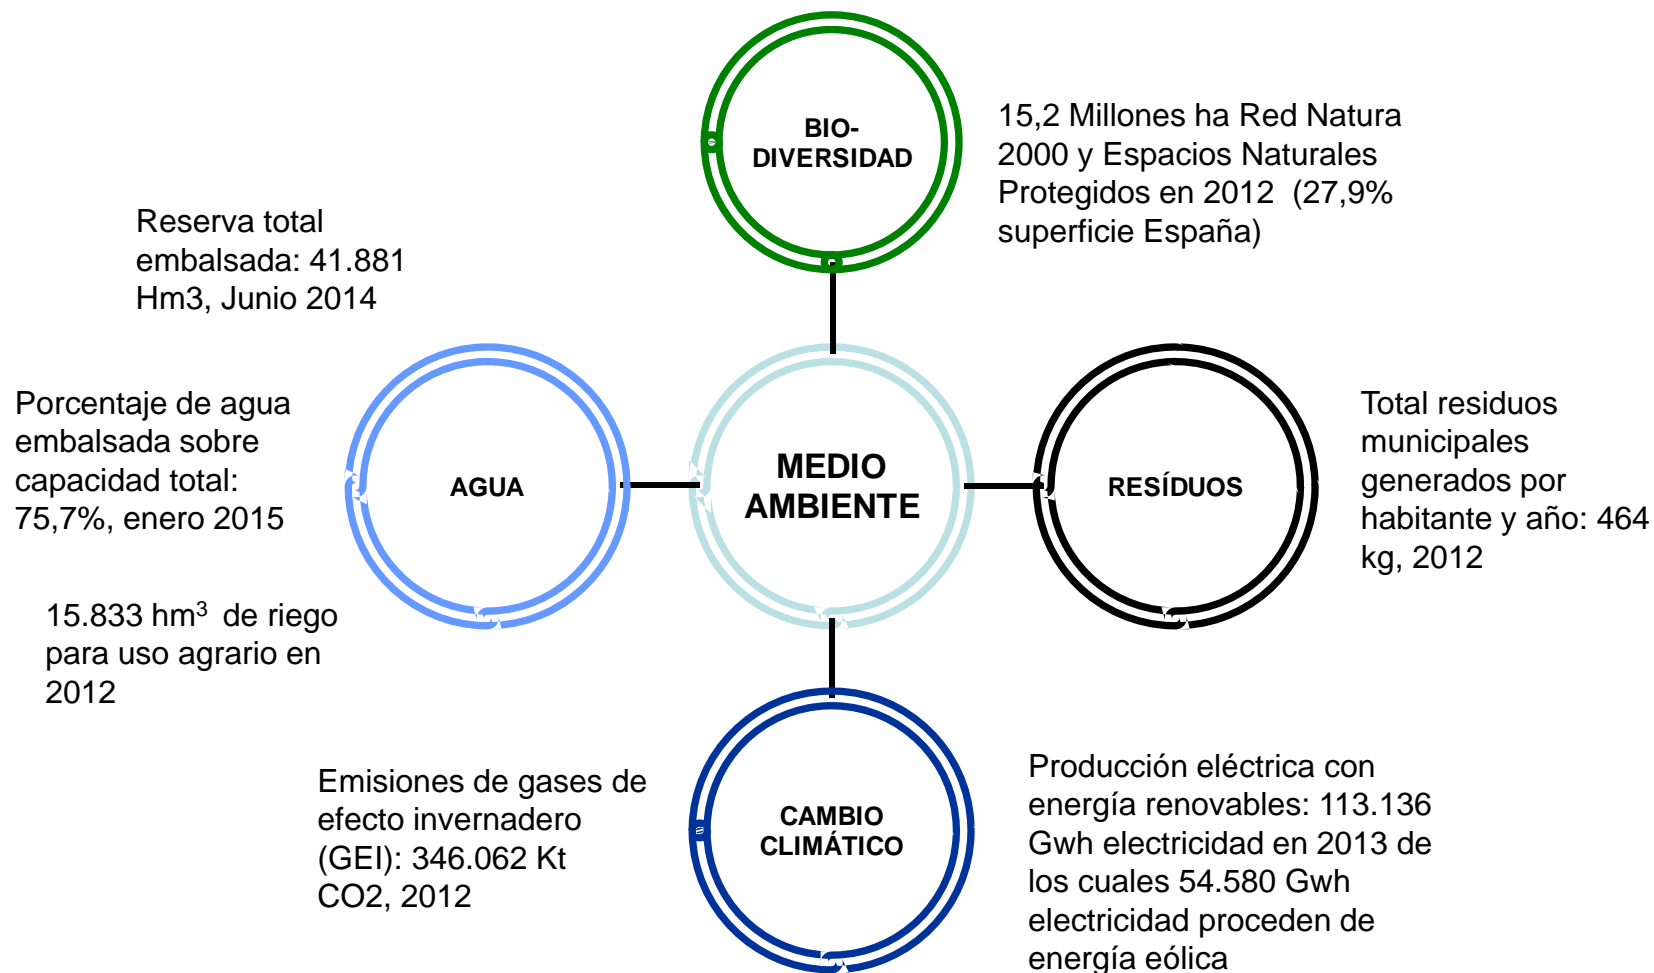 BIO-
DIVERSIDAD
15,2 Millones ha Red Natura
2000 y Espacios Naturales
Protegidos en 2012  (27,9%
superficie España)
Reserva total
embalsada: 41.881
Hm3, Junio 2014
Porcentaje de agua
embalsada sobre
capacidad total:
75,7%, enero 2015
15.833 hm³  de riego
para uso agrario en
2012
AGUA
MEDIO
AMBIENTE
RESÍDUOS
Total residuos
municipales
generados por
habitante y año: 464
kg, 2012
Emisiones de gases de
efecto invernadero
(GEI): 346.062 Kt
CO2, 2012
CAMBIO
CLIMÁTICO
Producción eléctrica con
energía renovables: 113.136
Gwh electricidad en 2013 de
los cuales 54.580 Gwh
electricidad proceden de
energía eólica